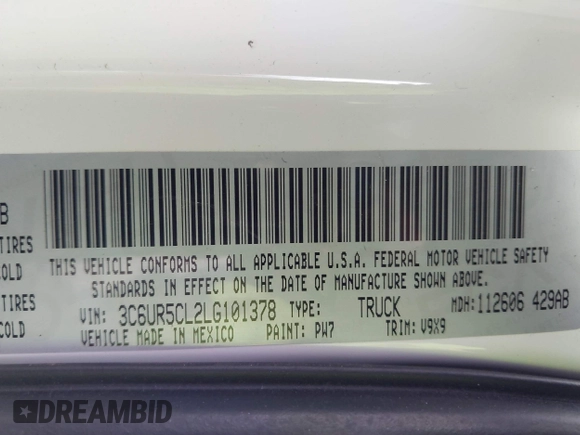 B
TIRES
COLD
TIRES
COLD
THIS VEHICLE CONFORMS TO ALL APPLICABLE U.S.A. FEDERAL MOTOR VEHICLE SAFETY
STANDARDS IN EFFECT ON THE DATE OF MANUFACTURE SHOWN ABOVE.
VIN: 3C6UR5CL2LG101378 TYPE: TRUCK MDH: 112606 429AB
VEHICLE MADE IN MEXICO PAINT: PW7 TRIM: V9X9
DREAMBID